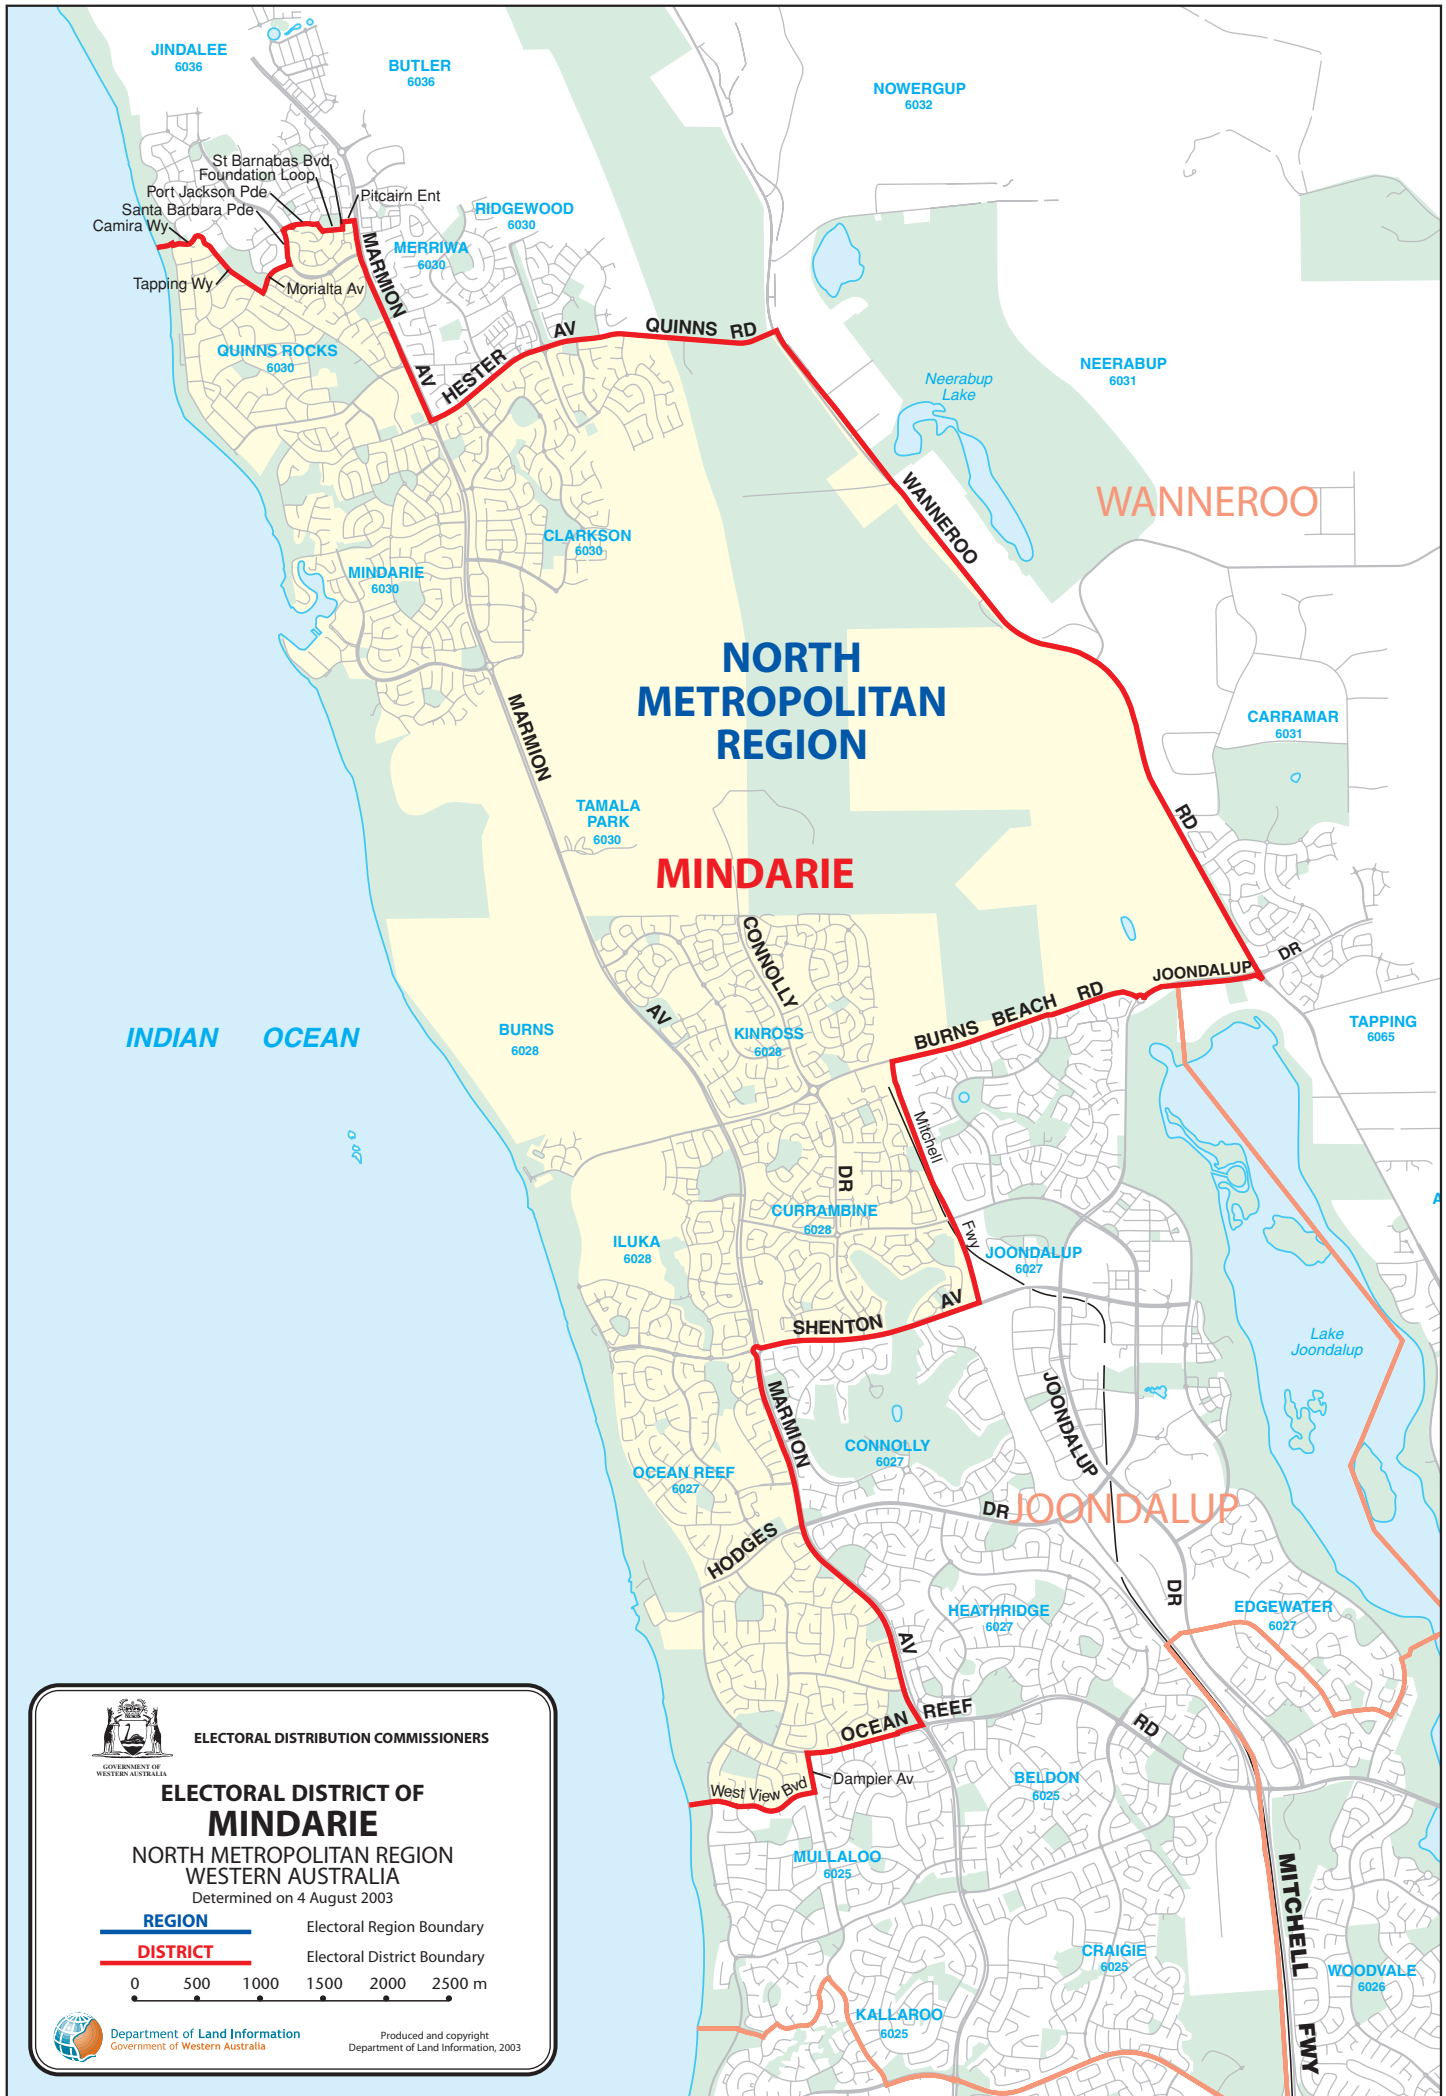 JINDALEE
6036
BUTLER
6036
NOWERGUP
6032
St Barnabas Bvd
Foundation Loop
Port Jackson Pde
Santa Barbara Pde
Camira Wy
Pitcairn Ent
RIDGEWOOD
6030
MERRIWA
6030
MARMION
AV
Tapping Wy
Morialta Av
HESTER
AV
QUINNS RD
QUINNS ROCKS
6030
Neerabup
Lake
NEERABUP
6031
WANNEROO
WANNEROO
CLARKSON
6030
MINDARIE
6030
NORTH
METROPOLITAN
REGION
MARMION
CARRAMAR
6031
RD
TAMALA
PARK
6030
MINDARIE
CONNOLLY
DR
JOONDALUP
BURNS BEACH RD
AV
INDIAN OCEAN
BURNS
6028
KINROSS
6028
TAPPING
6065
Mitchell
DR
A
CURRAMBINE
6028
Fwy
ILUKA
6028
JOONDALUP
6027
AV
SHENTON
Lake
Joondalup
MARMION
JOONDALUP
CONNOLLY
6027
OCEAN REEF
6027
DR
JOONDALUP
HODGES
DR
HEATHRIDGE
6027
EDGEWATER
6027
AV
OCEAN REEF
RD
Dampier Av
West View Bvd
BELDON
6025
MULLALOO
6025
MITCHELL
FWY
CRAIGIE
6025
WOODVALE
6026
KALLAROO
6025
GOVERNMENT OF
WESTERN AUSTRALIA
ELECTORAL DISTRIBUTION COMMISSIONERS
ELECTORAL DISTRICT OF
MINDARIE
NORTH METROPOLITAN REGION
WESTERN AUSTRALIA
Determined on 4 August 2003
REGION
Electoral Region Boundary
DISTRICT
Electoral District Boundary
0 500 1000 1500 2000 2500 m
Department of Land Information
Government of Western Australia
Produced and copyright
Department of Land Information, 2003